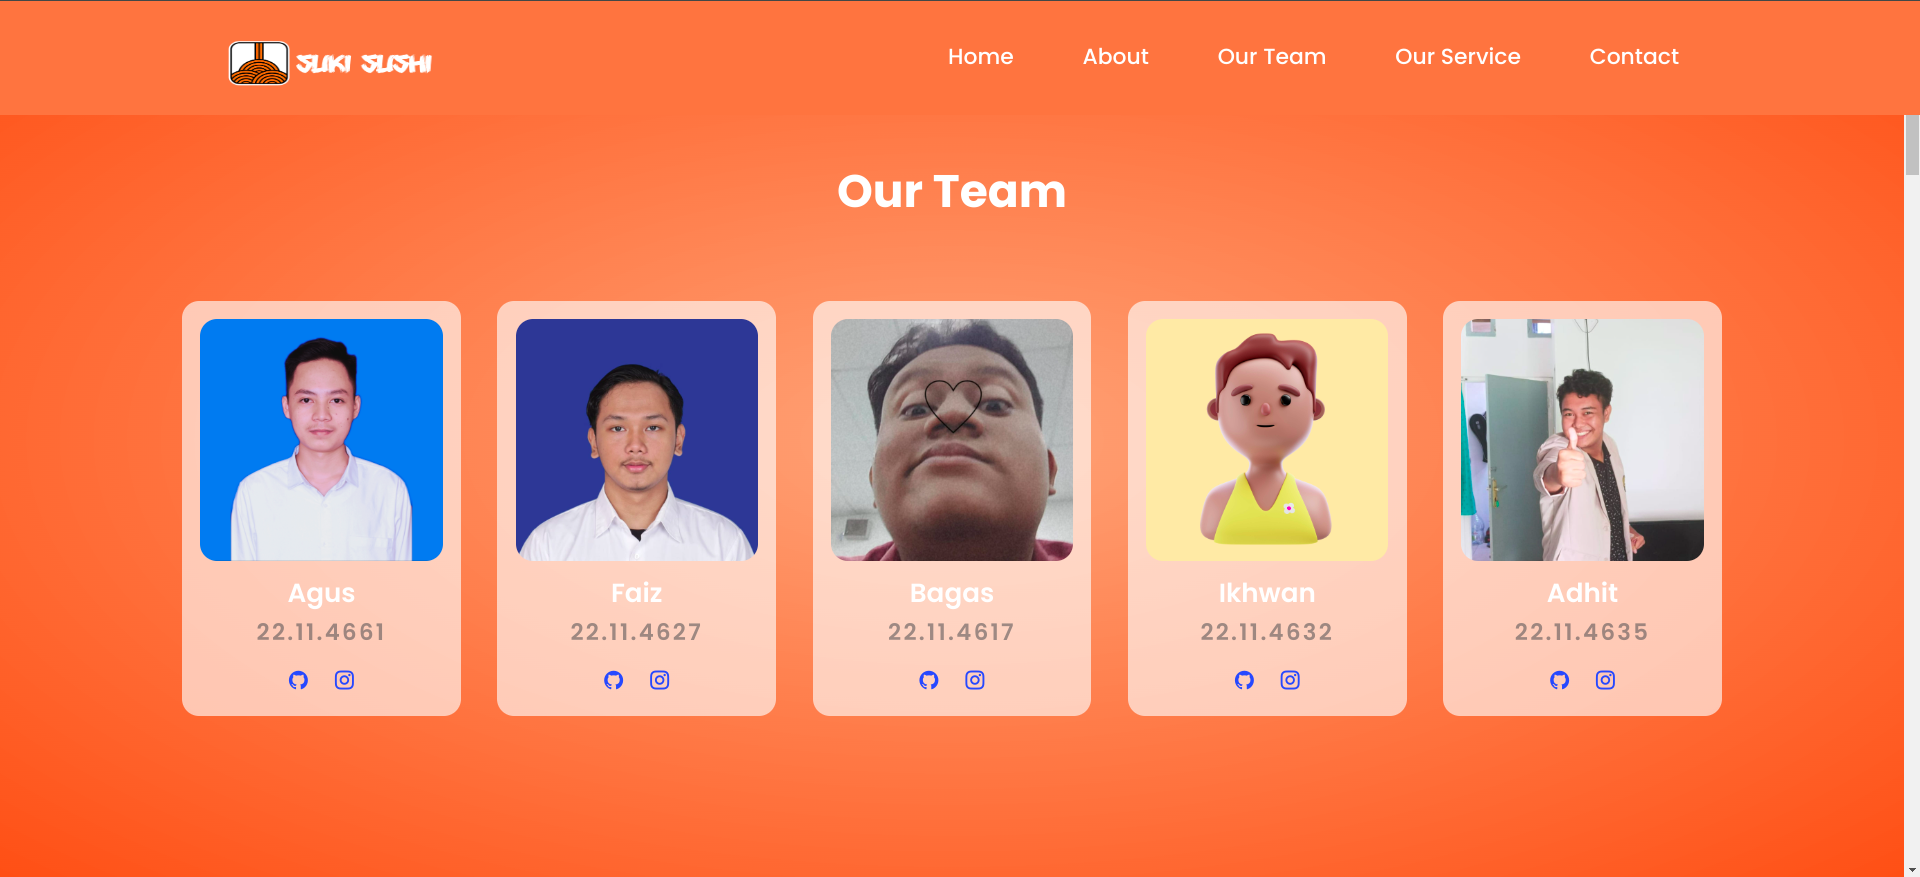 SUKI SUSHI
Home About Our Team Our Service Contact
Our Team
Agus
22.11.4661
Faiz
22.11.4627
Bagas
22.11.4617
Ikhwan
22.11.4632
Adhit
22.11.4635